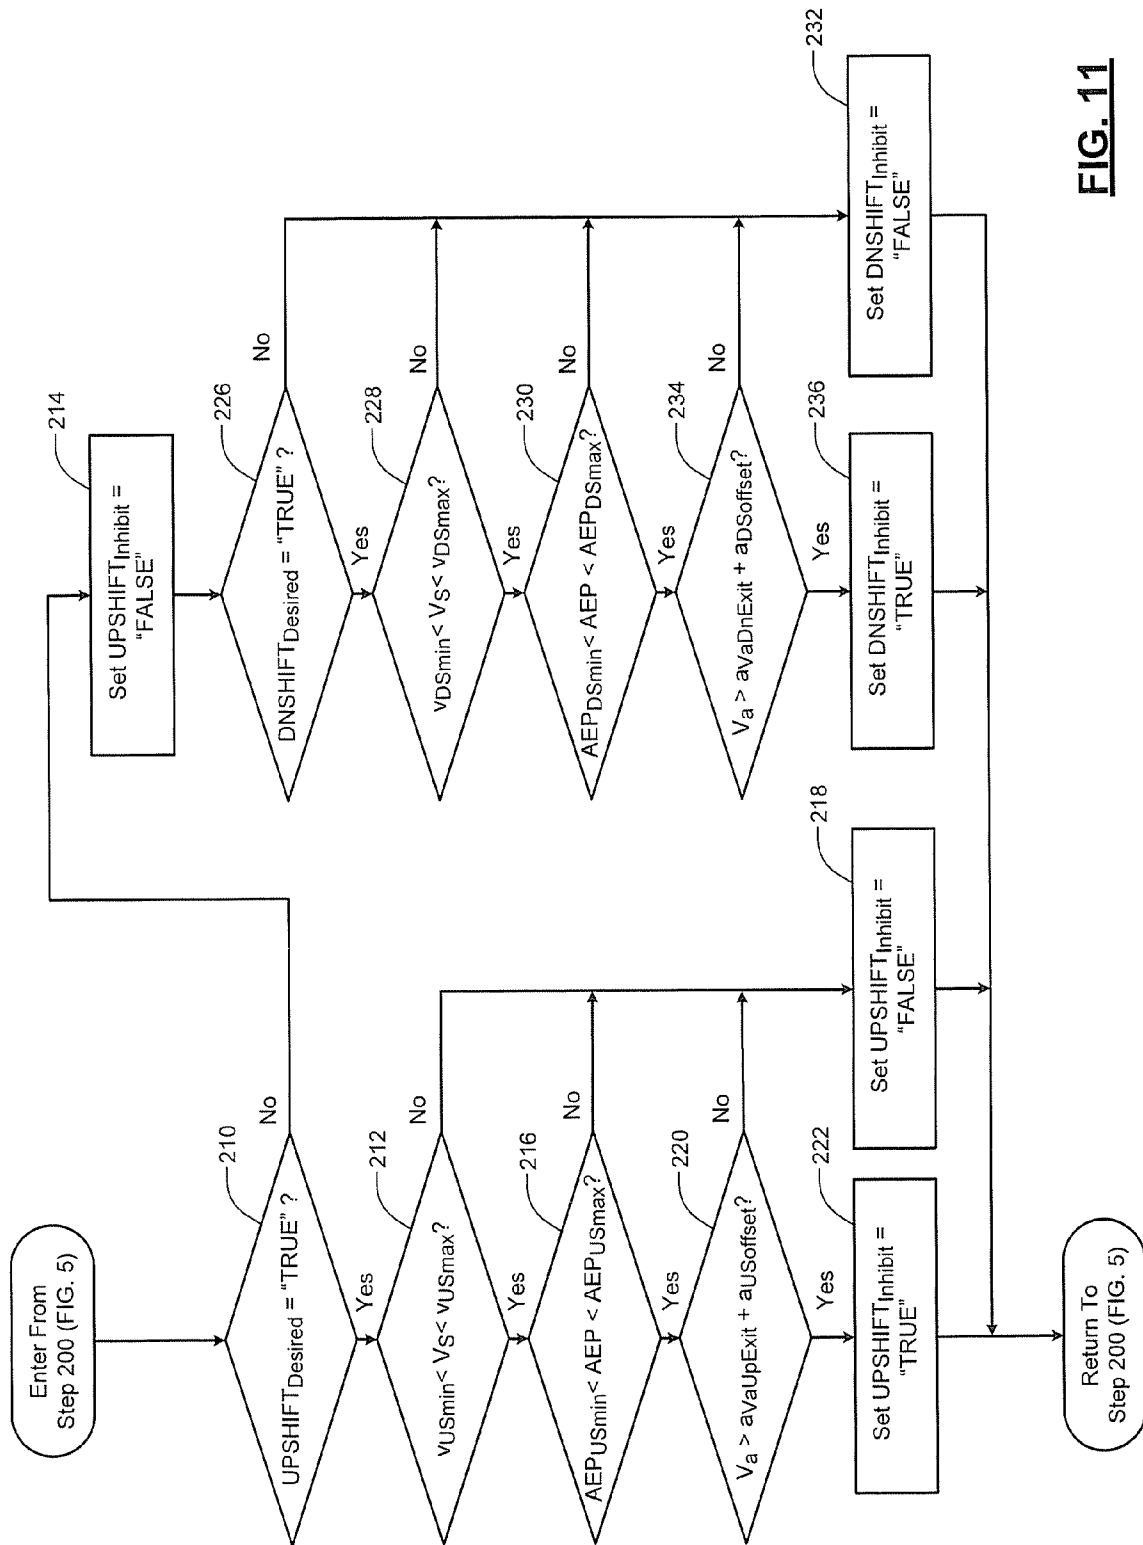 Enter From
Step 200 (FIG. 5)
210
UPSHIFTDesired = "TRUE" ?
No
Yes
212
vUSmin< VS< vUSmax?
No
Yes
216
AEPUSmin< AEP < AEPUSmax?
No
Yes
220
Va > aVaUpExit + aUSoffset?
No
Yes
222
Set UPSHIFTInhibit =
"TRUE"
218
Set UPSHIFTInhibit =
"FALSE"
Return To
Step 200 (FIG. 5)
214
Set UPSHIFTInhibit =
"FALSE"
226
DNSHIFTDesired = "TRUE" ?
No
Yes
228
vDSmin< VS< vDSmax?
No
Yes
230
AEPDSmin< AEP < AEPDSmax?
No
Yes
234
Va > aVaDnExit + aDSoffset?
No
Yes
236
Set DNSHIFTInhibit =
"TRUE"
232
Set DNSHIFTInhibit =
"FALSE"
FIG. 11